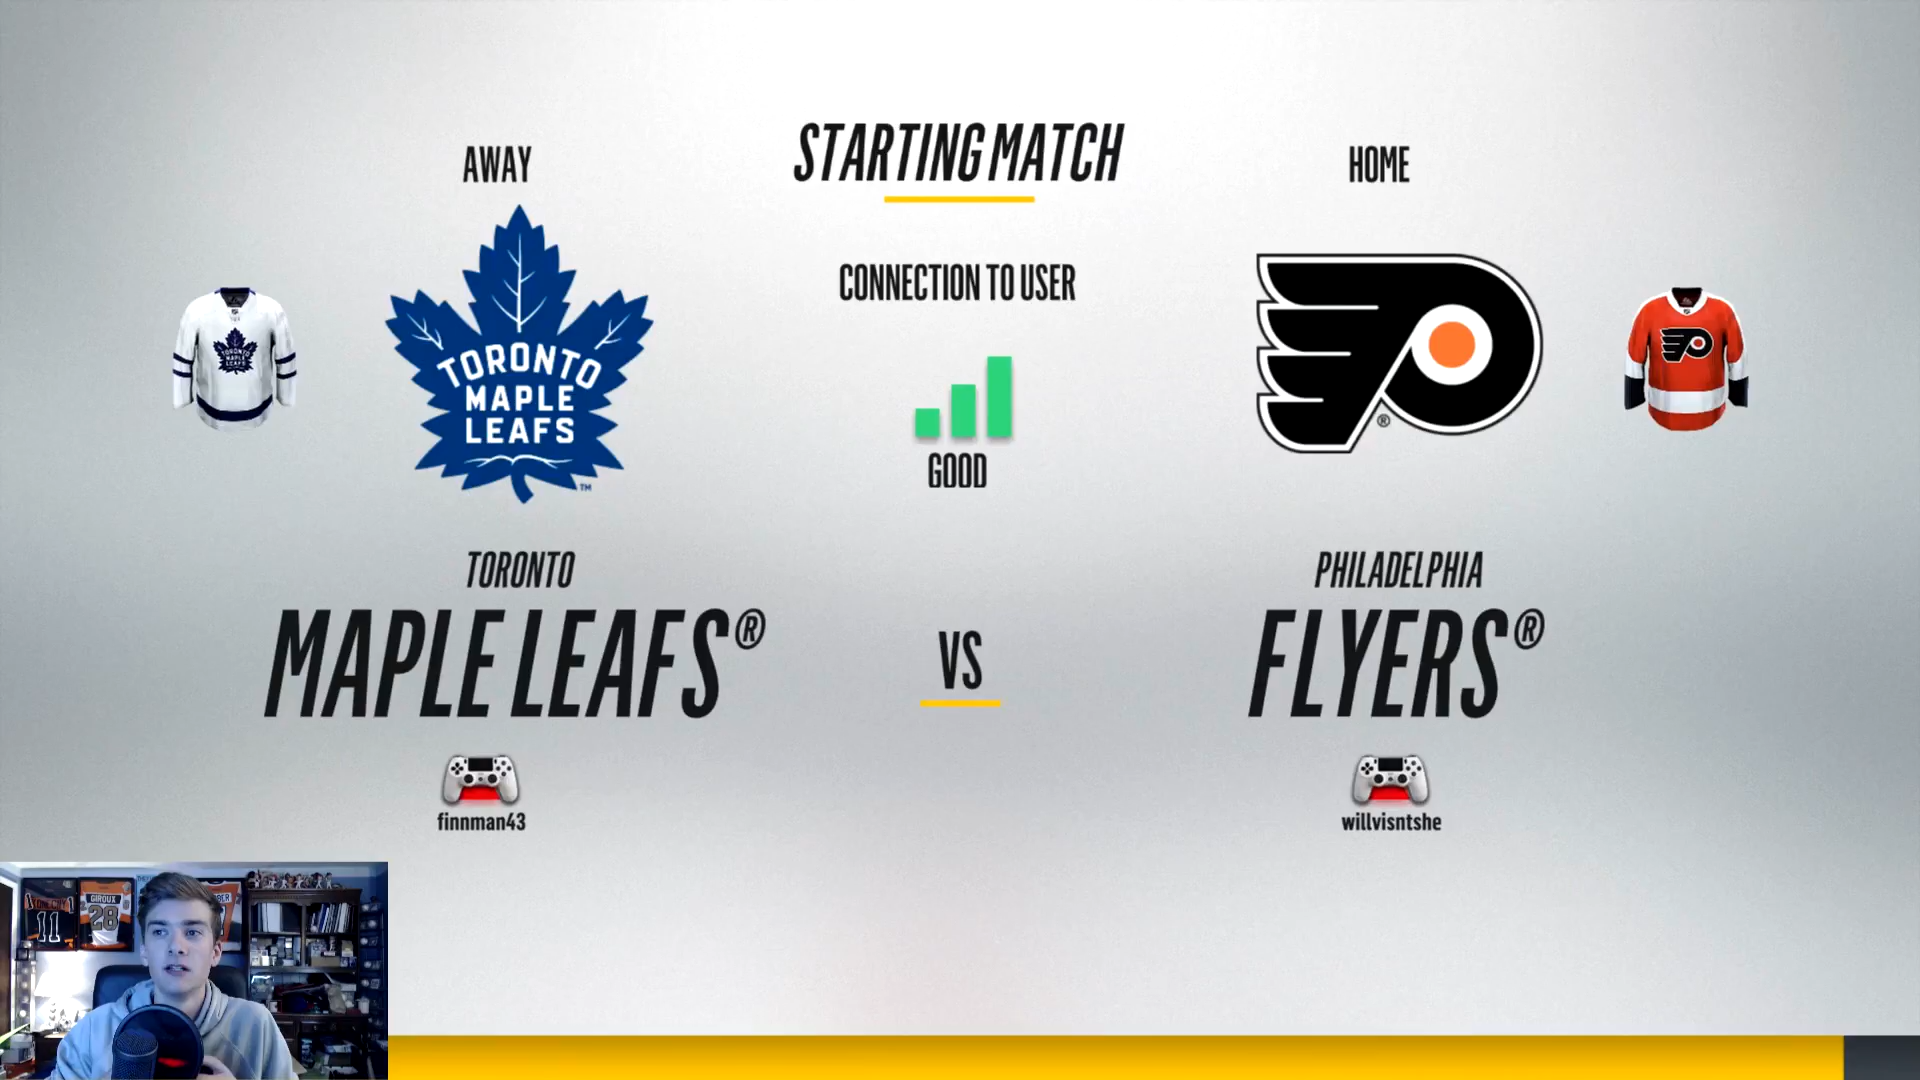 STARTING MATCH
AWAY
HOME
CONNECTION TO USER
TORONTO
MAPLE
LEAFS
™
®
GOOD
TORONTO
MAPLE LEAFS®
VS
PHILADELPHIA
FLYERS®
finnman43
willvisntshe
11
GIROUX
28